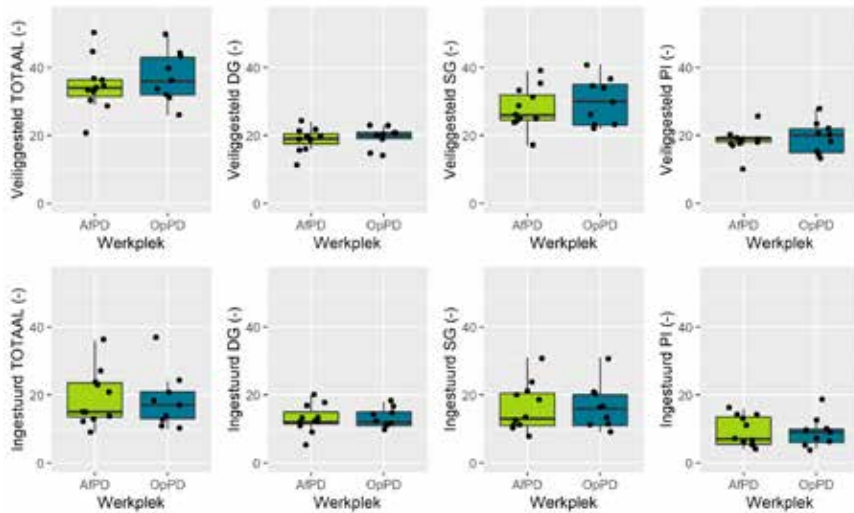 Veiliggesteld TOTAAL (-)
40
20
0
AfPD OpPD
Werkplek
Veiliggesteld DG (-)
40
20
0
AfPD OpPD
Werkplek
Veiliggesteld SG (-)
40
20
0
AfPD OpPD
Werkplek
Veiliggesteld PI (-)
40
20
0
AfPD OpPD
Werkplek
Ingestuurd TOTAAL (-)
40
20
0
AfPD OpPD
Werkplek
Ingestuurd DG (-)
40
20
0
AfPD OpPD
Werkplek
Ingestuurd SG (-)
40
20
0
AfPD OpPD
Werkplek
Ingestuurd PI (-)
40
20
0
AfPD OpPD
Werkplek